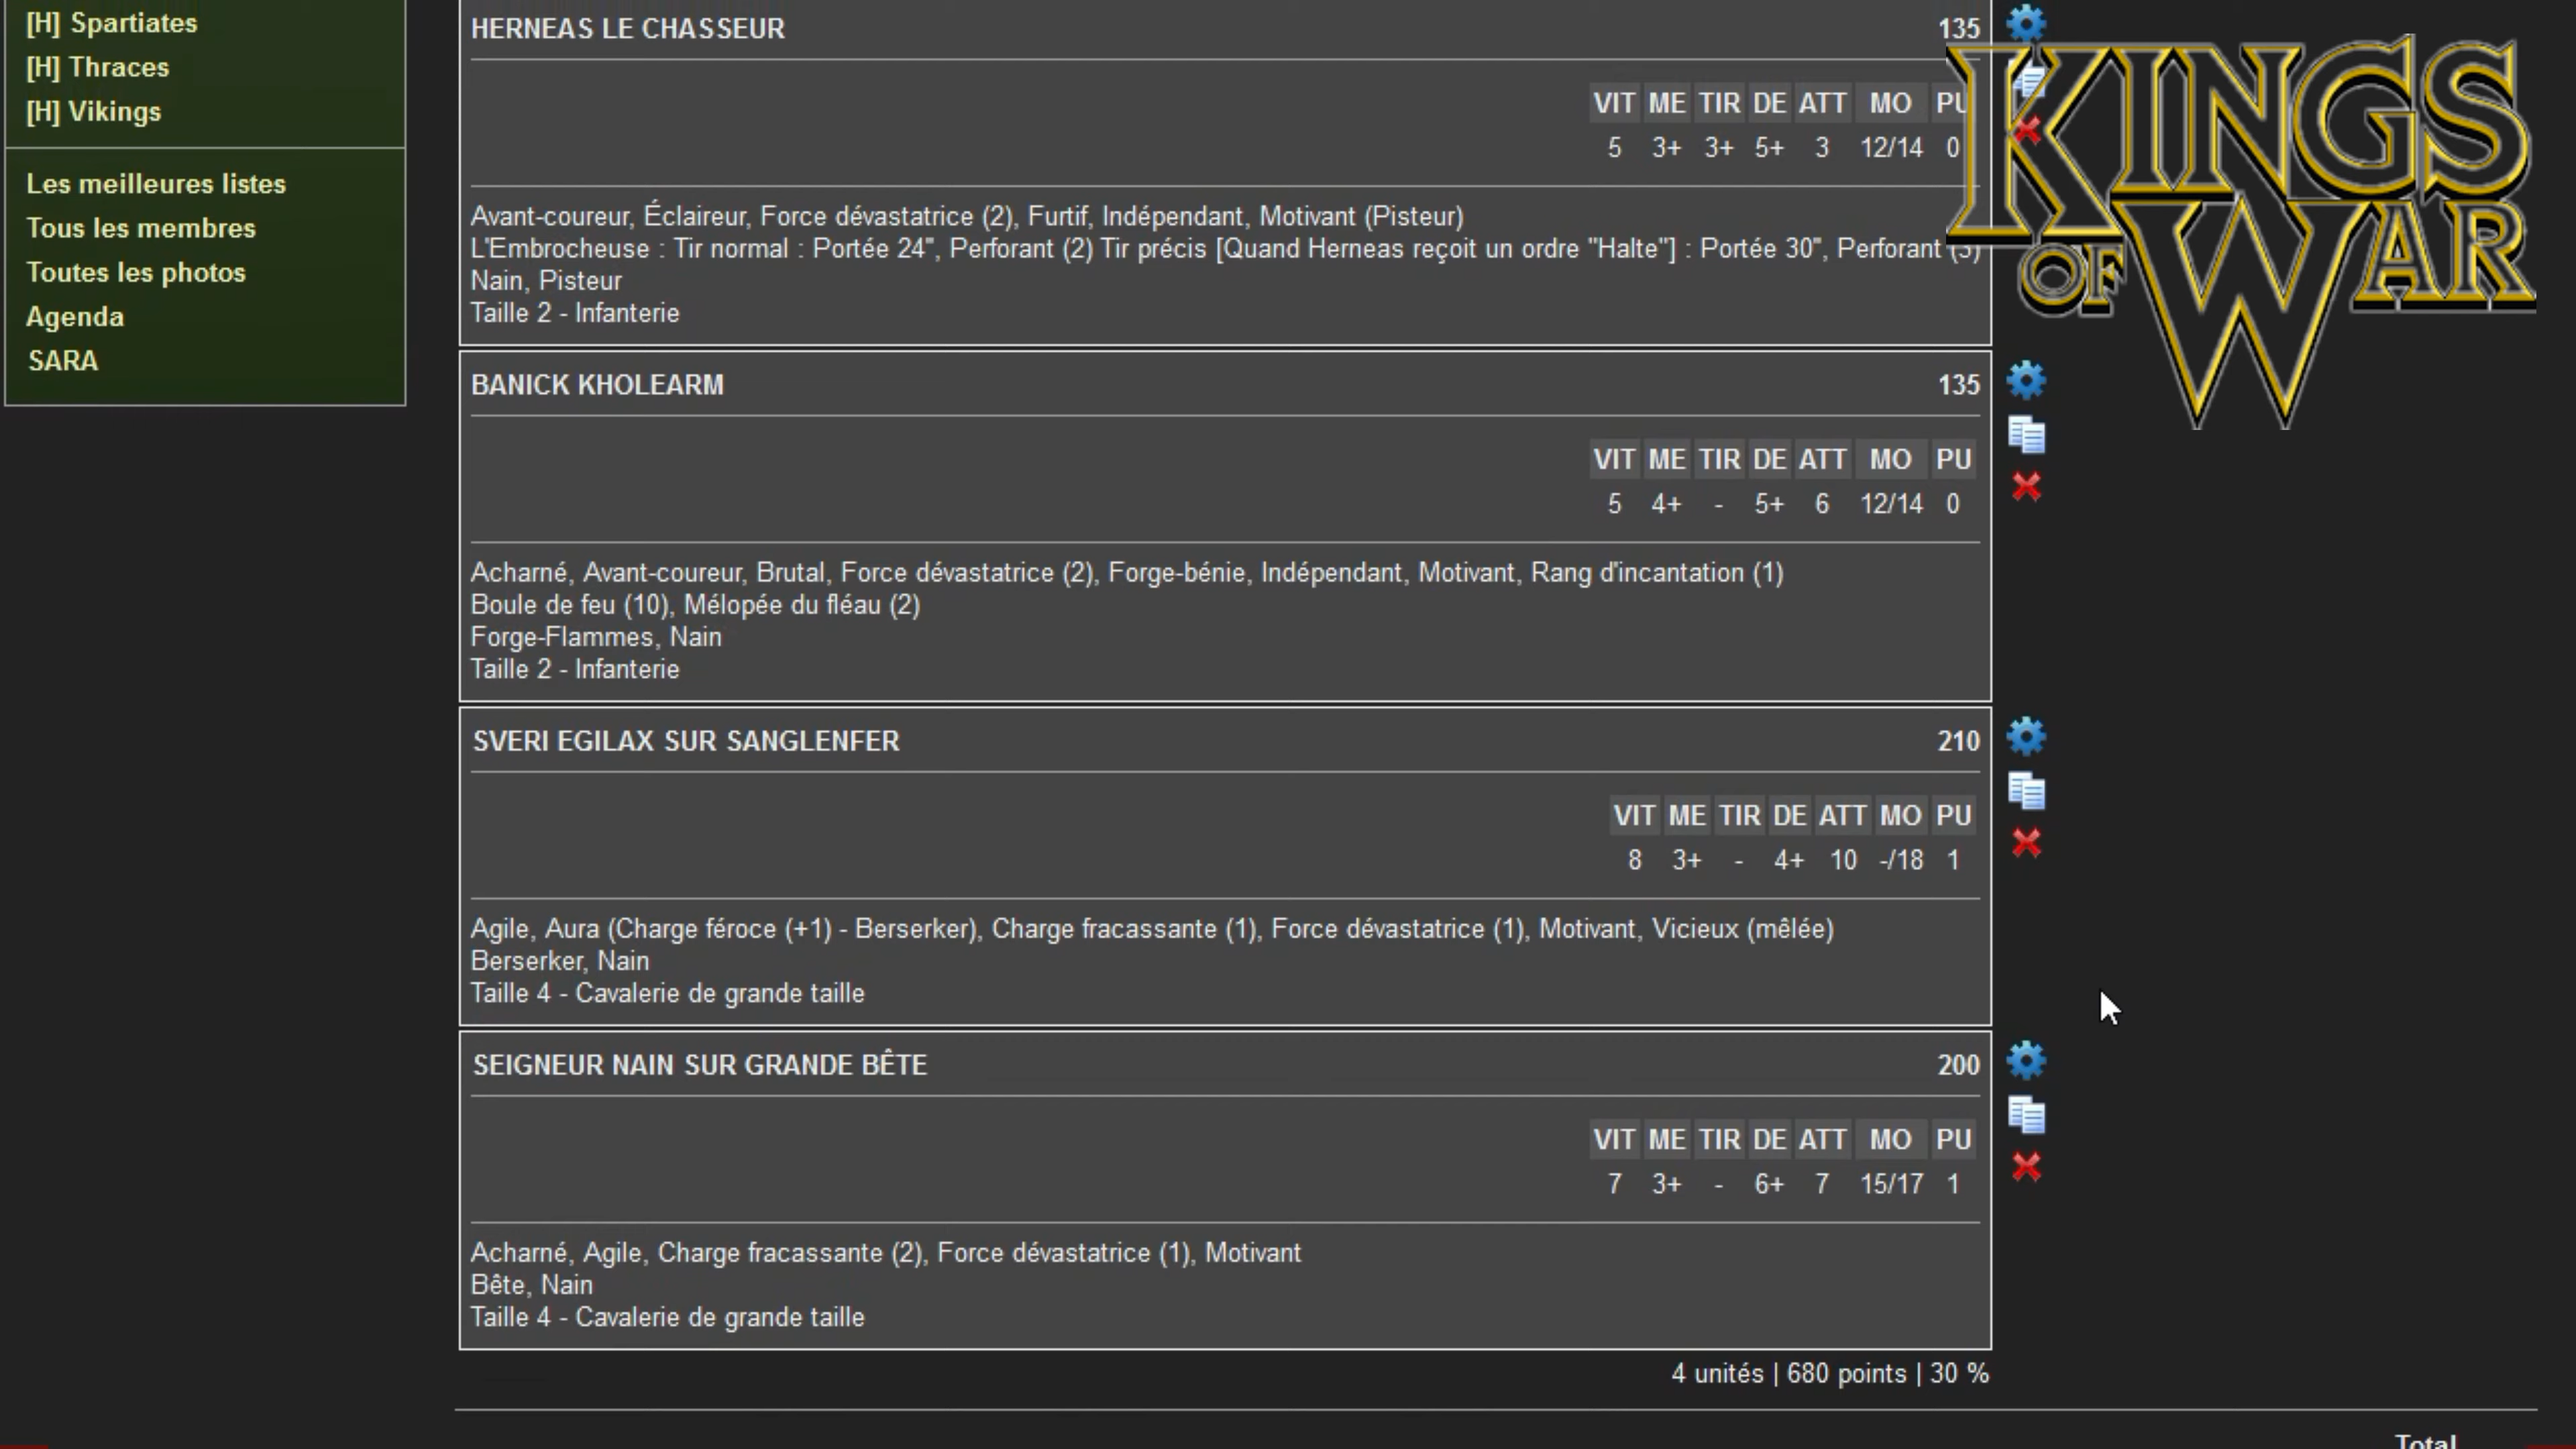 [H] Spartiates
[H] Thraces
[H] Vikings
Les meilleures listes
Tous les membres
Toutes les photos
Agenda
SARA
HERNEAS LE CHASSEUR 135
VIT ME TIR DE ATT MO PU
5 3+ 3+ 5+ 3 12/14 0
Avant-coureur, Éclaireur, Force dévastatrice (2), Furtif, Indépendant, Motivant (Pisteur)
L'Embrocheuse : Tir normal : Portée 24", Perforant (2) Tir précis [Quand Herneas reçoit un ordre "Halte"] : Portée 30", Perforant (3)
Nain, Pisteur
Taille 2 - Infanterie
KINGS
OF WAR
BANICK KHOLEARM 135
VIT ME TIR DE ATT MO PU
5 4+ - 5+ 6 12/14 0
Acharné, Avant-coureur, Brutal, Force dévastatrice (2), Forge-bénie, Indépendant, Motivant, Rang d'incantation (1)
Boule de feu (10), Mélopée du fléau (2)
Forge-Flammes, Nain
Taille 2 - Infanterie
SVERI EGILAX SUR SANGLENFER 210
VIT ME TIR DE ATT MO PU
8 3+ - 4+ 10 -/18 1
Agile, Aura (Charge féroce (+1) - Berserker), Charge fracassante (1), Force dévastatrice (1), Motivant, Vicieux (mêlée)
Berserker, Nain
Taille 4 - Cavalerie de grande taille
SEIGNEUR NAIN SUR GRANDE BÊTE 200
VIT ME TIR DE ATT MO PU
7 3+ - 6+ 7 15/17 1
Acharné, Agile, Charge fracassante (2), Force dévastatrice (1), Motivant
Bête, Nain
Taille 4 - Cavalerie de grande taille
4 unités | 680 points | 30 %
Total